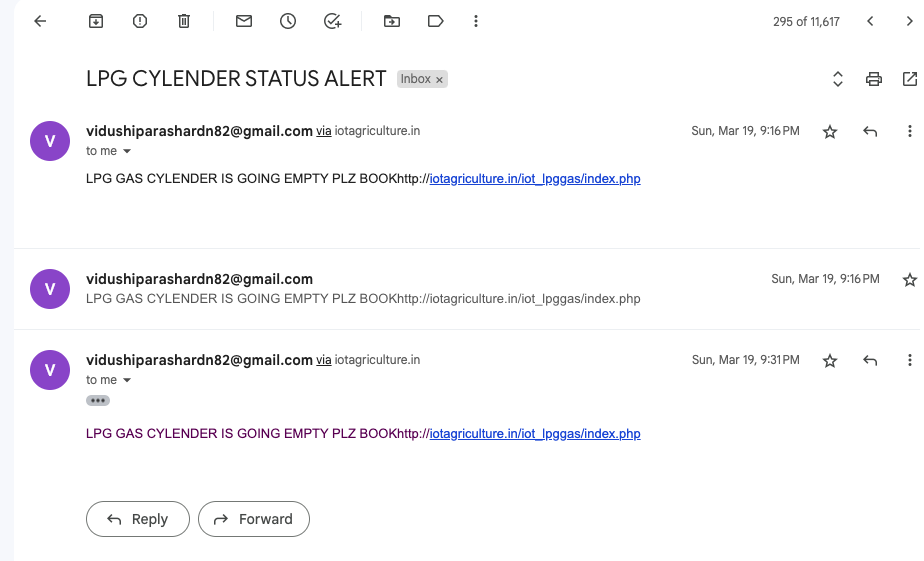 295 of 11,617
LPG CYLENDER STATUS ALERT Inbox ×
V
vidushiparashardn82@gmail.com via iotagriculture.in Sun, Mar 19, 9:16 PM
to me
LPG GAS CYLENDER IS GOING EMPTY PLZ BOOKhttp://iotagriculture.in/iot_lpggas/index.php
V
vidushiparashardn82@gmail.com Sun, Mar 19, 9:16 PM
LPG GAS CYLENDER IS GOING EMPTY PLZ BOOKhttp://iotagriculture.in/iot_lpggas/index.php
V
vidushiparashardn82@gmail.com via iotagriculture.in Sun, Mar 19, 9:31 PM
to me
LPG GAS CYLENDER IS GOING EMPTY PLZ BOOKhttp://iotagriculture.in/iot_lpggas/index.php
Reply Forward